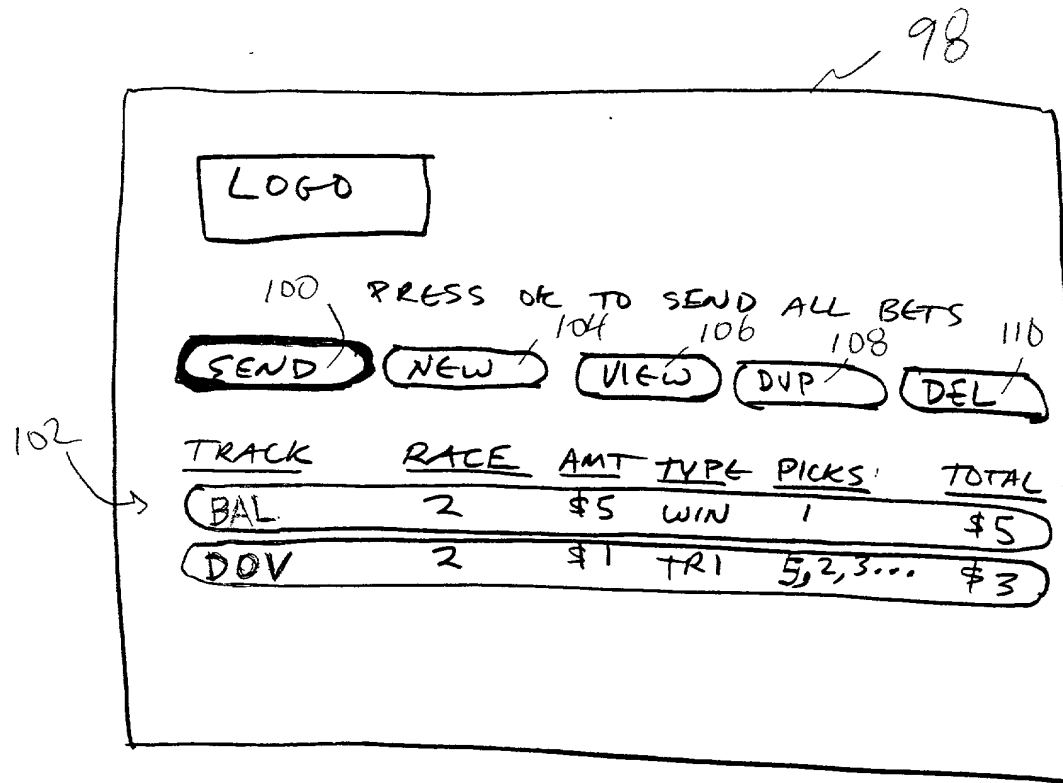 98
LOGO
100 PRESS OK TO SEND ALL BETS
104 106 108 110
SEND NEW VIEW DUP DEL
102
TRACK RACE AMT TYPE PICKS TOTAL
BAL 2 $5 WIN 1 $5
DOV 2 $1 TRI 5,2,3... $3